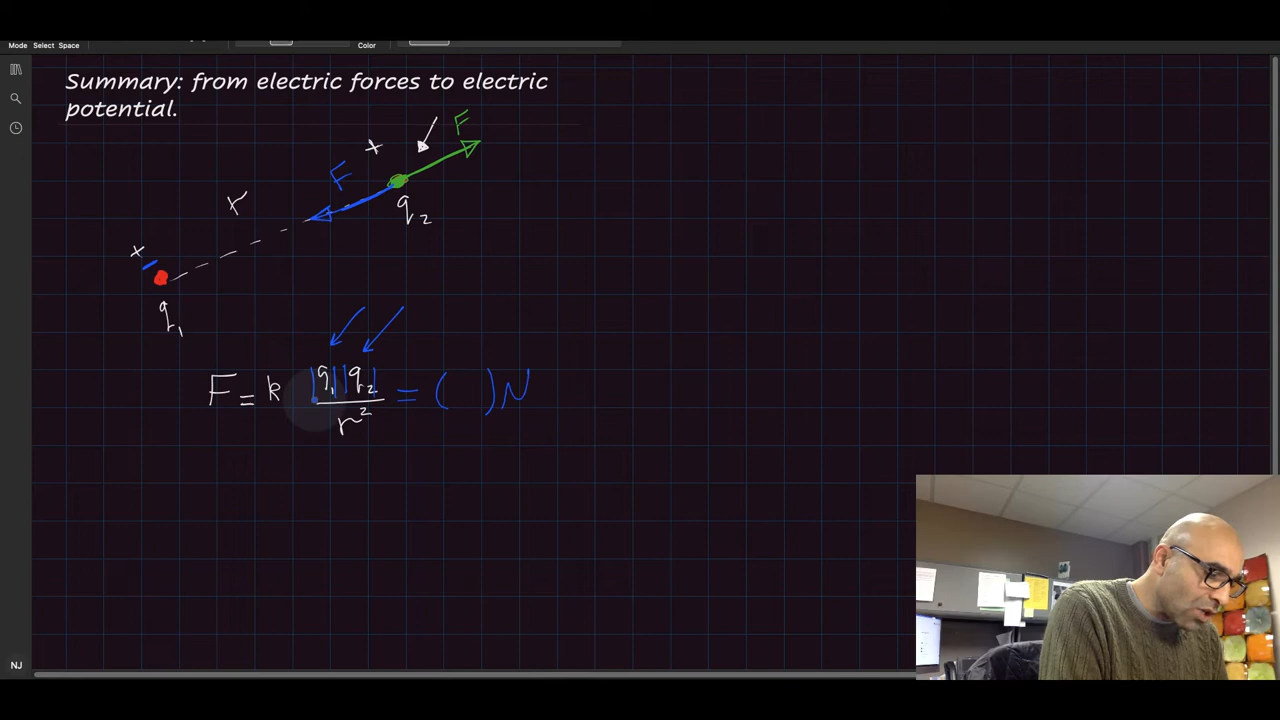 Mode Select Space Color
Summary: from electric forces to electric
potential.
F
+
F
r
q₂
+
−
q₁
F = k |q₁||q₂| / r² = ( ) N
NJ